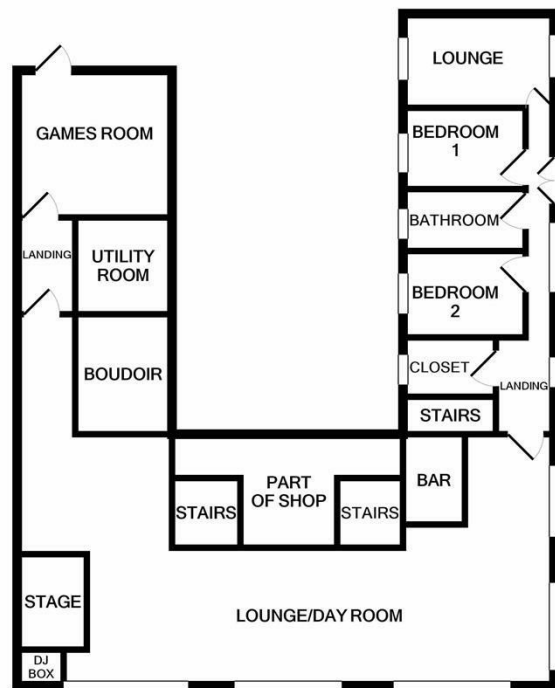 LOUNGE
GAMES ROOM
BEDROOM
1
BATHROOM
LANDING
UTILITY
ROOM
BEDROOM
2
BOUDOIR
CLOSET
LANDING
STAIRS
PART
OF SHOP
BAR
STAIRS
STAIRS
STAGE
LOUNGE/DAY ROOM
DJ
BOX